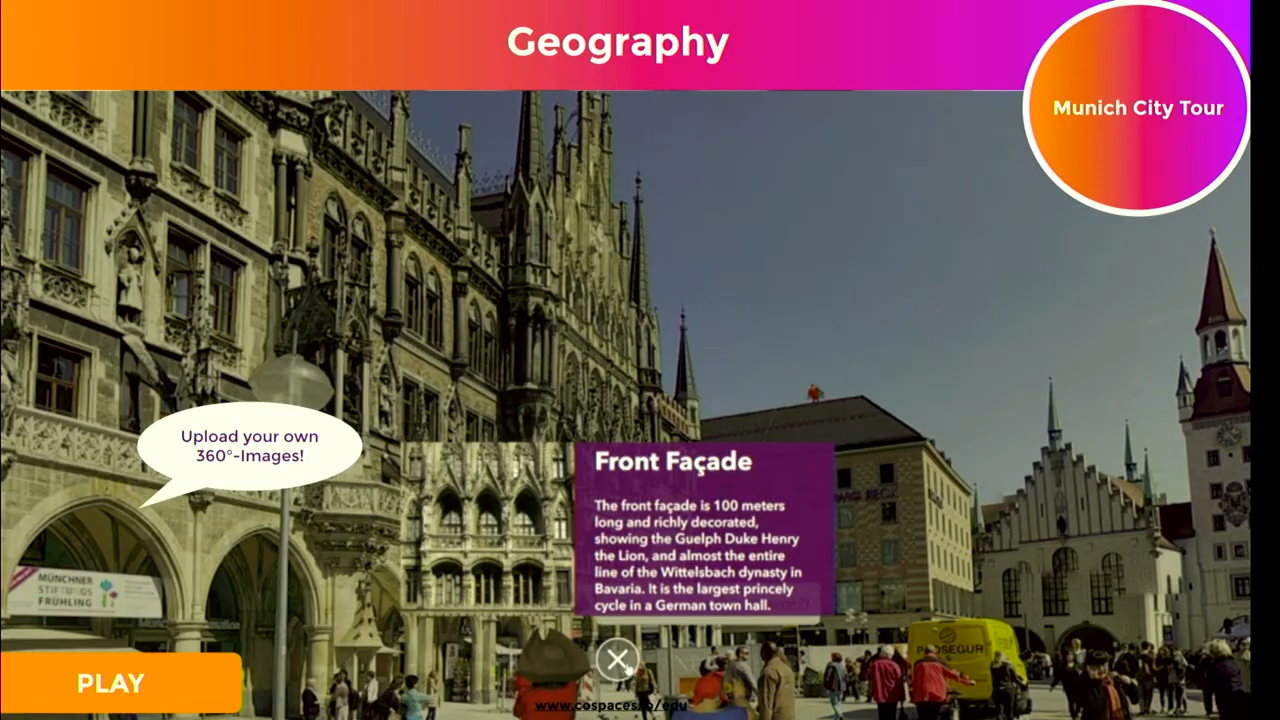 Geography
Munich City Tour
Upload your own
360°-Images!
Front Façade
The front façade is 100 meters
long and richly decorated,
showing the Guelph Duke Henry
the Lion, and almost the entire
line of the Wittelsbach dynasty in
Bavaria. It is the largest princely
cycle in a German town hall.
MÜNCHNER
STIFTUNGS
FRÜHLING
PROSEGUR
PLAY
www.cospaces.io/edu